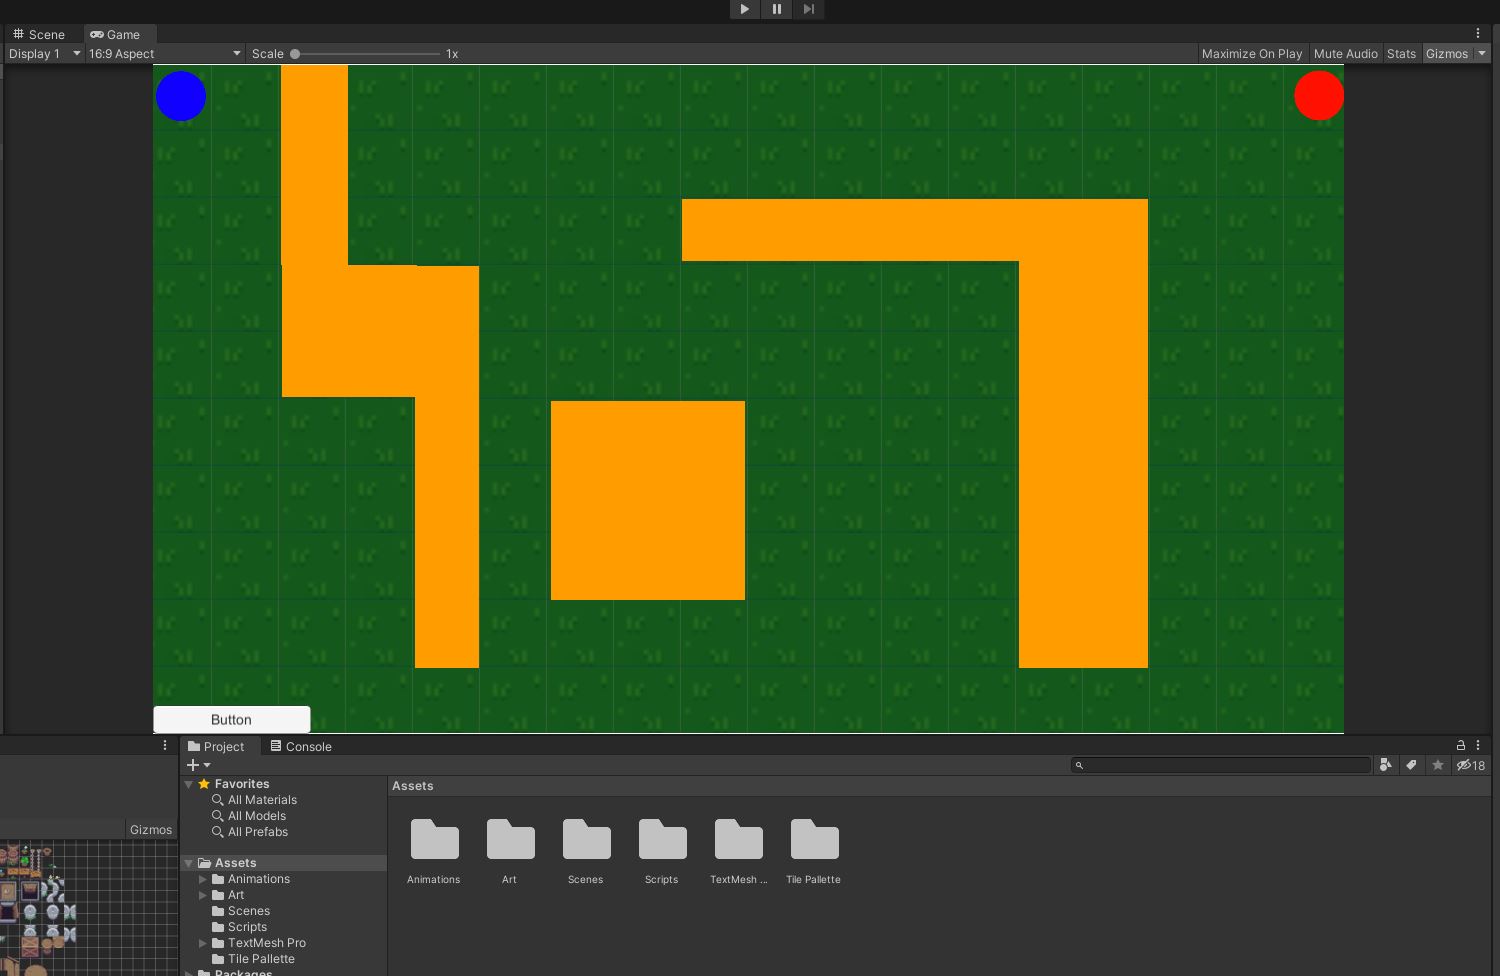 Scene Game
Display 1 16:9 Aspect Scale 1x Maximize On Play Mute Audio Stats Gizmos
Button
Project Console
18
Favorites
All Materials
All Models
All Prefabs
Assets
Animations
Art
Scenes
Scripts
TextMesh Pro
Tile Pallette
Packages
Assets
Animations Art Scenes Scripts TextMesh ... Tile Pallette
Gizmos